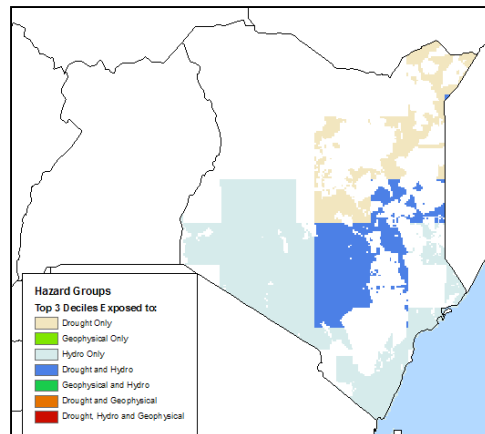 Hazard Groups
Top 3 Deciles Exposed to:
Drought Only
Geophysical Only
Hydro Only
Drought and Hydro
Geophysical and Hydro
Drought and Geophysical
Drought, Hydro and Geophysical